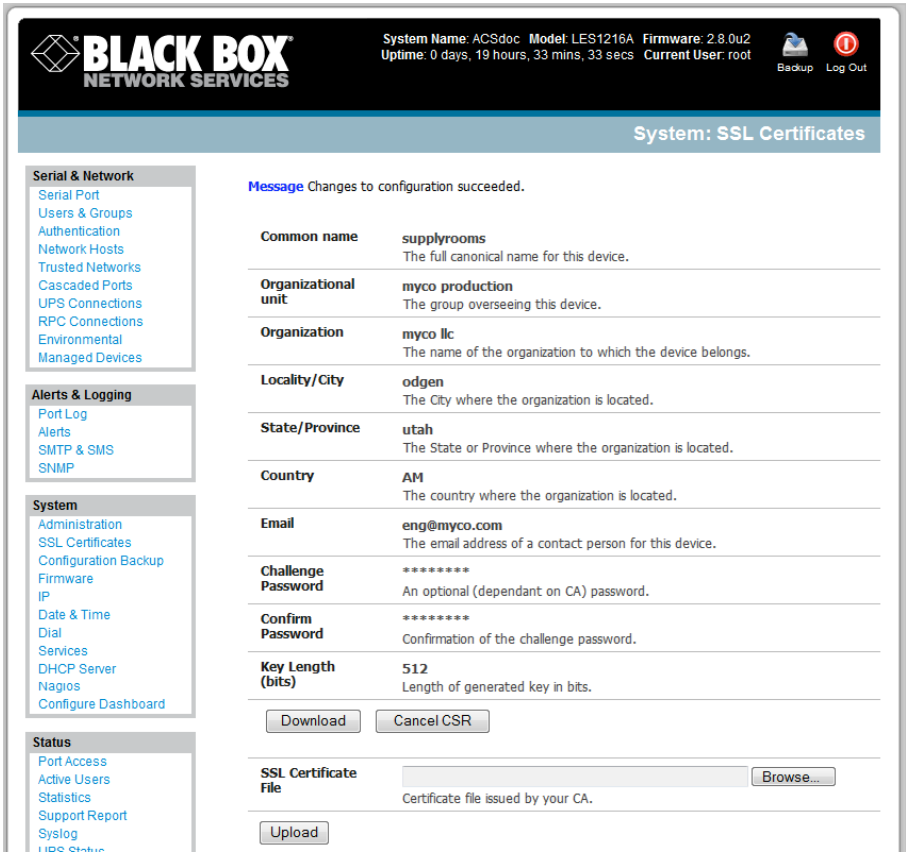 BLACK BOX®
NETWORK SERVICES
System Name: ACSdoc Model: LES1216A Firmware: 2.8.0u2
Uptime: 0 days, 19 hours, 33 mins, 33 secs Current User: root
Backup
Log Out
System: SSL Certificates
Serial & Network
Serial Port
Users & Groups
Authentication
Network Hosts
Trusted Networks
Cascaded Ports
UPS Connections
RPC Connections
Environmental
Managed Devices
Alerts & Logging
Port Log
Alerts
SMTP & SMS
SNMP
System
Administration
SSL Certificates
Configuration Backup
Firmware
IP
Date & Time
Dial
Services
DHCP Server
Nagios
Configure Dashboard
Status
Port Access
Active Users
Statistics
Support Report
Syslog
UPS Status
Message Changes to configuration succeeded.
Common name
supplyrooms
The full canonical name for this device.
Organizational
unit
myco production
The group overseeing this device.
Organization
myco llc
The name of the organization to which the device belongs.
Locality/City
odgen
The City where the organization is located.
State/Province
utah
The State or Province where the organization is located.
Country
AM
The country where the organization is located.
Email
eng@myco.com
The email address of a contact person for this device.
Challenge
Password
********
An optional (dependant on CA) password.
Confirm
Password
********
Confirmation of the challenge password.
Key Length
(bits)
512
Length of generated key in bits.
Download
Cancel CSR
SSL Certificate
File
Browse...
Certificate file issued by your CA.
Upload